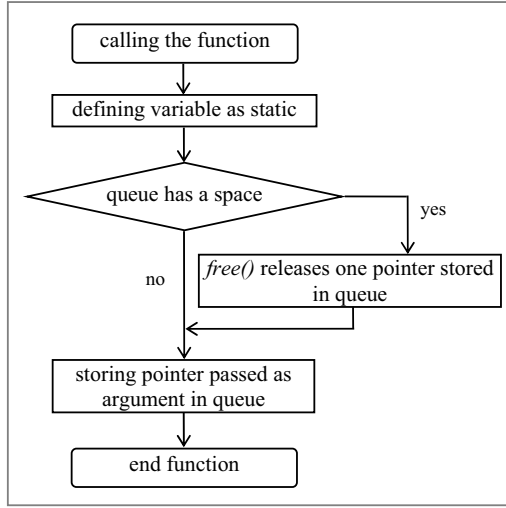 calling the function
defining variable as static
queue has a space
yes
free() releases one pointer stored
in queue
no
storing pointer passed as
argument in queue
end function